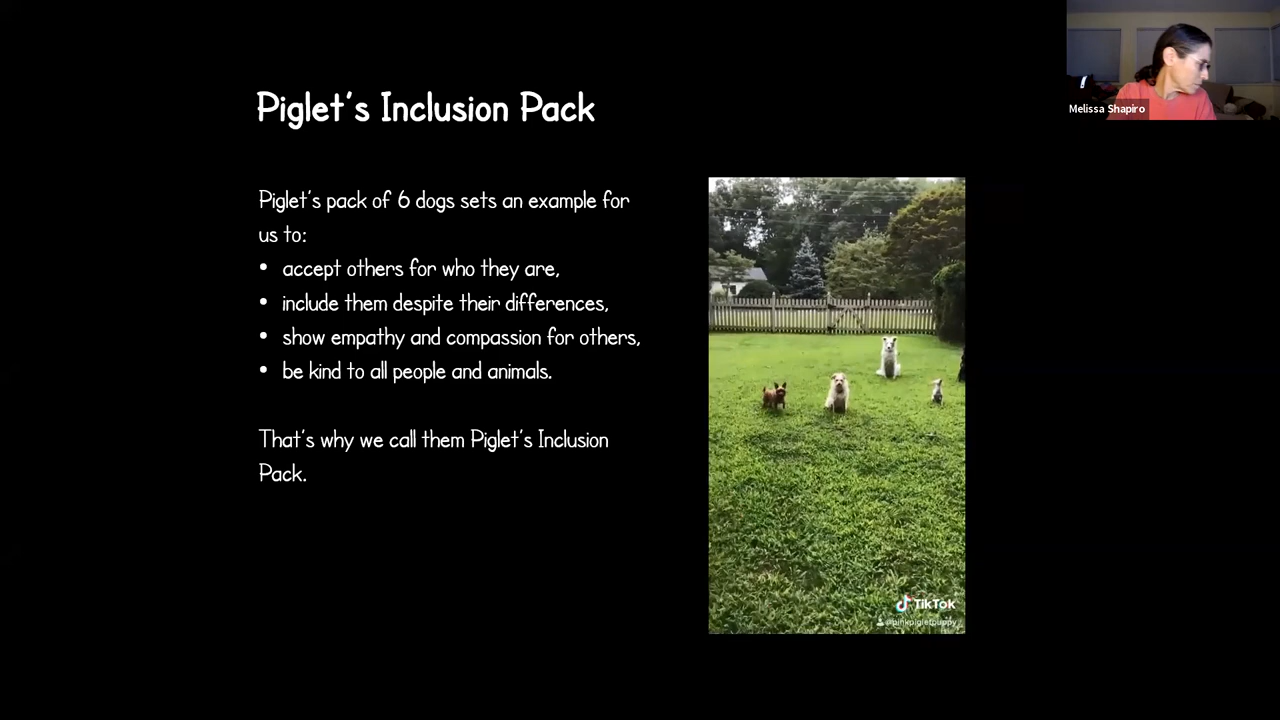 Melissa Shapiro
Piglet's Inclusion Pack
Piglet's pack of 6 dogs sets an example for
us to:
• accept others for who they are,
• include them despite their differences,
• show empathy and compassion for others,
• be kind to all people and animals.
That's why we call them Piglet's Inclusion
Pack.
TikTok
@pinkpigletpuppy